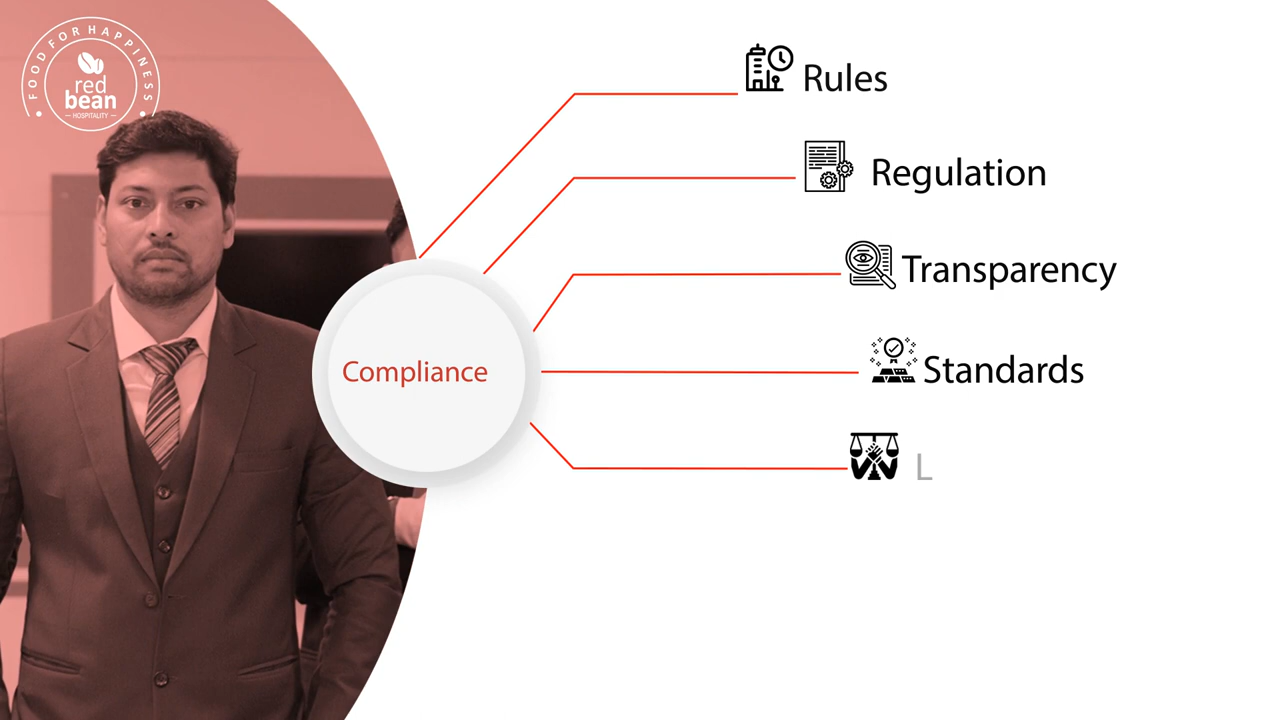 FOOD FOR HAPPINESS
red
bean
HOSPITALITY
Rules
Regulation
Transparency
Standards
Compliance
L